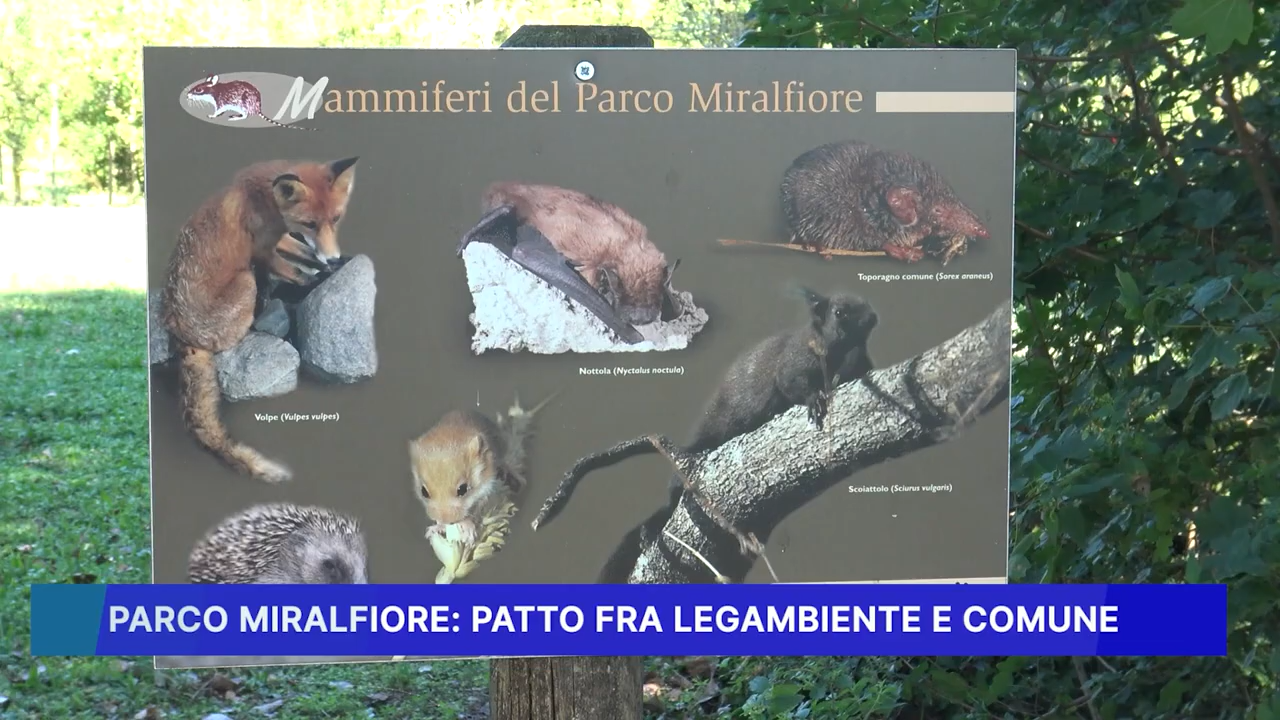 Mammiferi del Parco Miralfiore
Toporagno comune (Sorex araneus)
Nottola (Nyctalus noctula)
Volpe (Vulpes vulpes)
Scoiattolo (Sciurus vulgaris)
PARCO MIRALFIORE: PATTO FRA LEGAMBIENTE E COMUNE